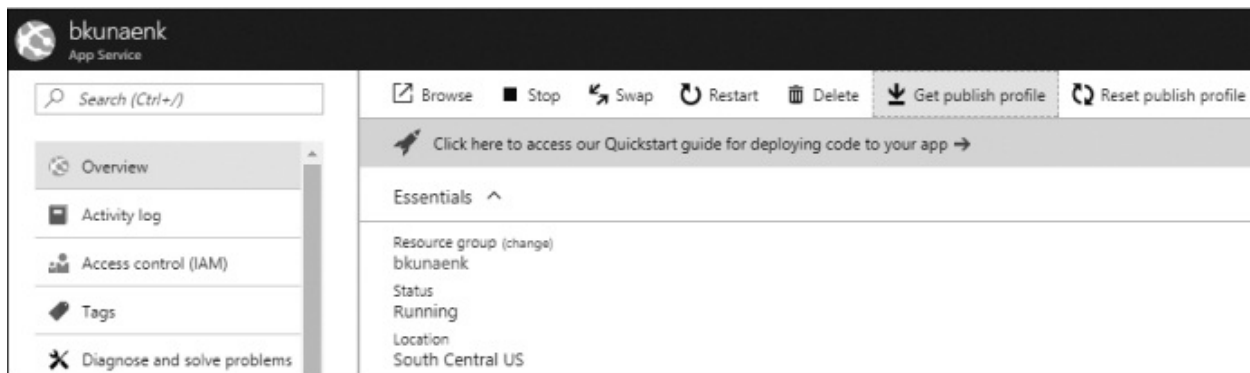 bkunaenk
App Service
Search (Ctrl+/)
Overview
Activity log
Access control (IAM)
Tags
Diagnose and solve problems
Browse Stop Swap Restart Delete Get publish profile Reset publish profile
Click here to access our Quickstart guide for deploying code to your app →
Essentials
Resource group (change)
bkunaenk
Status
Running
Location
South Central US